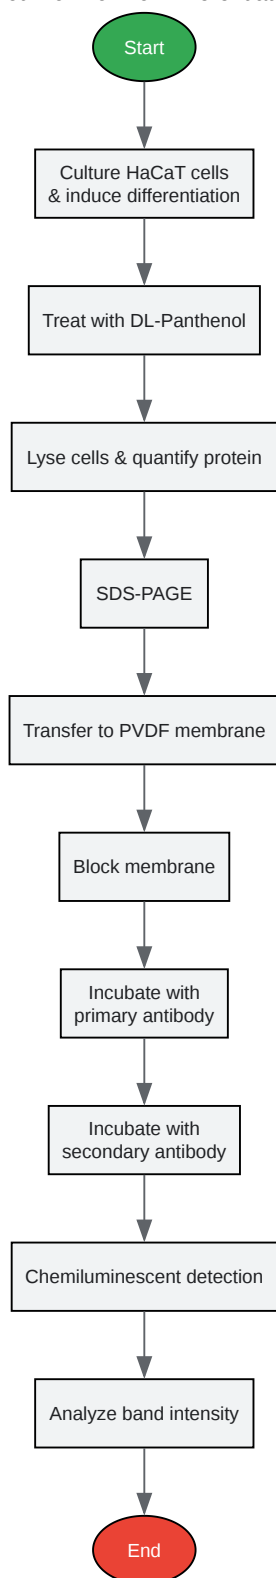 Start
Culture HaCaT cells
& induce differentiation
Treat with DL-Panthenol
Lyse cells & quantify protein
SDS-PAGE
Transfer to PVDF membrane
Block membrane
Incubate with
primary antibody
Incubate with
secondary antibody
Chemiluminescent detection
Analyze band intensity
End